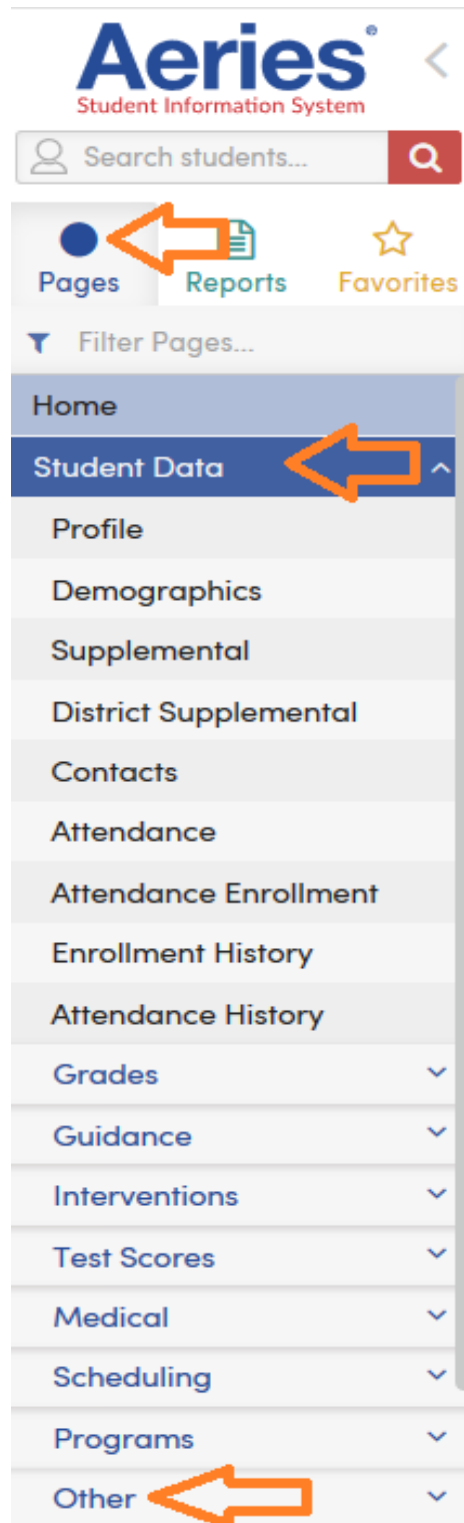 Aeries®
Student Information System
Search students...
Pages Reports Favorites
Filter Pages...
Home
Student Data
Profile
Demographics
Supplemental
District Supplemental
Contacts
Attendance
Attendance Enrollment
Enrollment History
Attendance History
Grades
Guidance
Interventions
Test Scores
Medical
Scheduling
Programs
Other